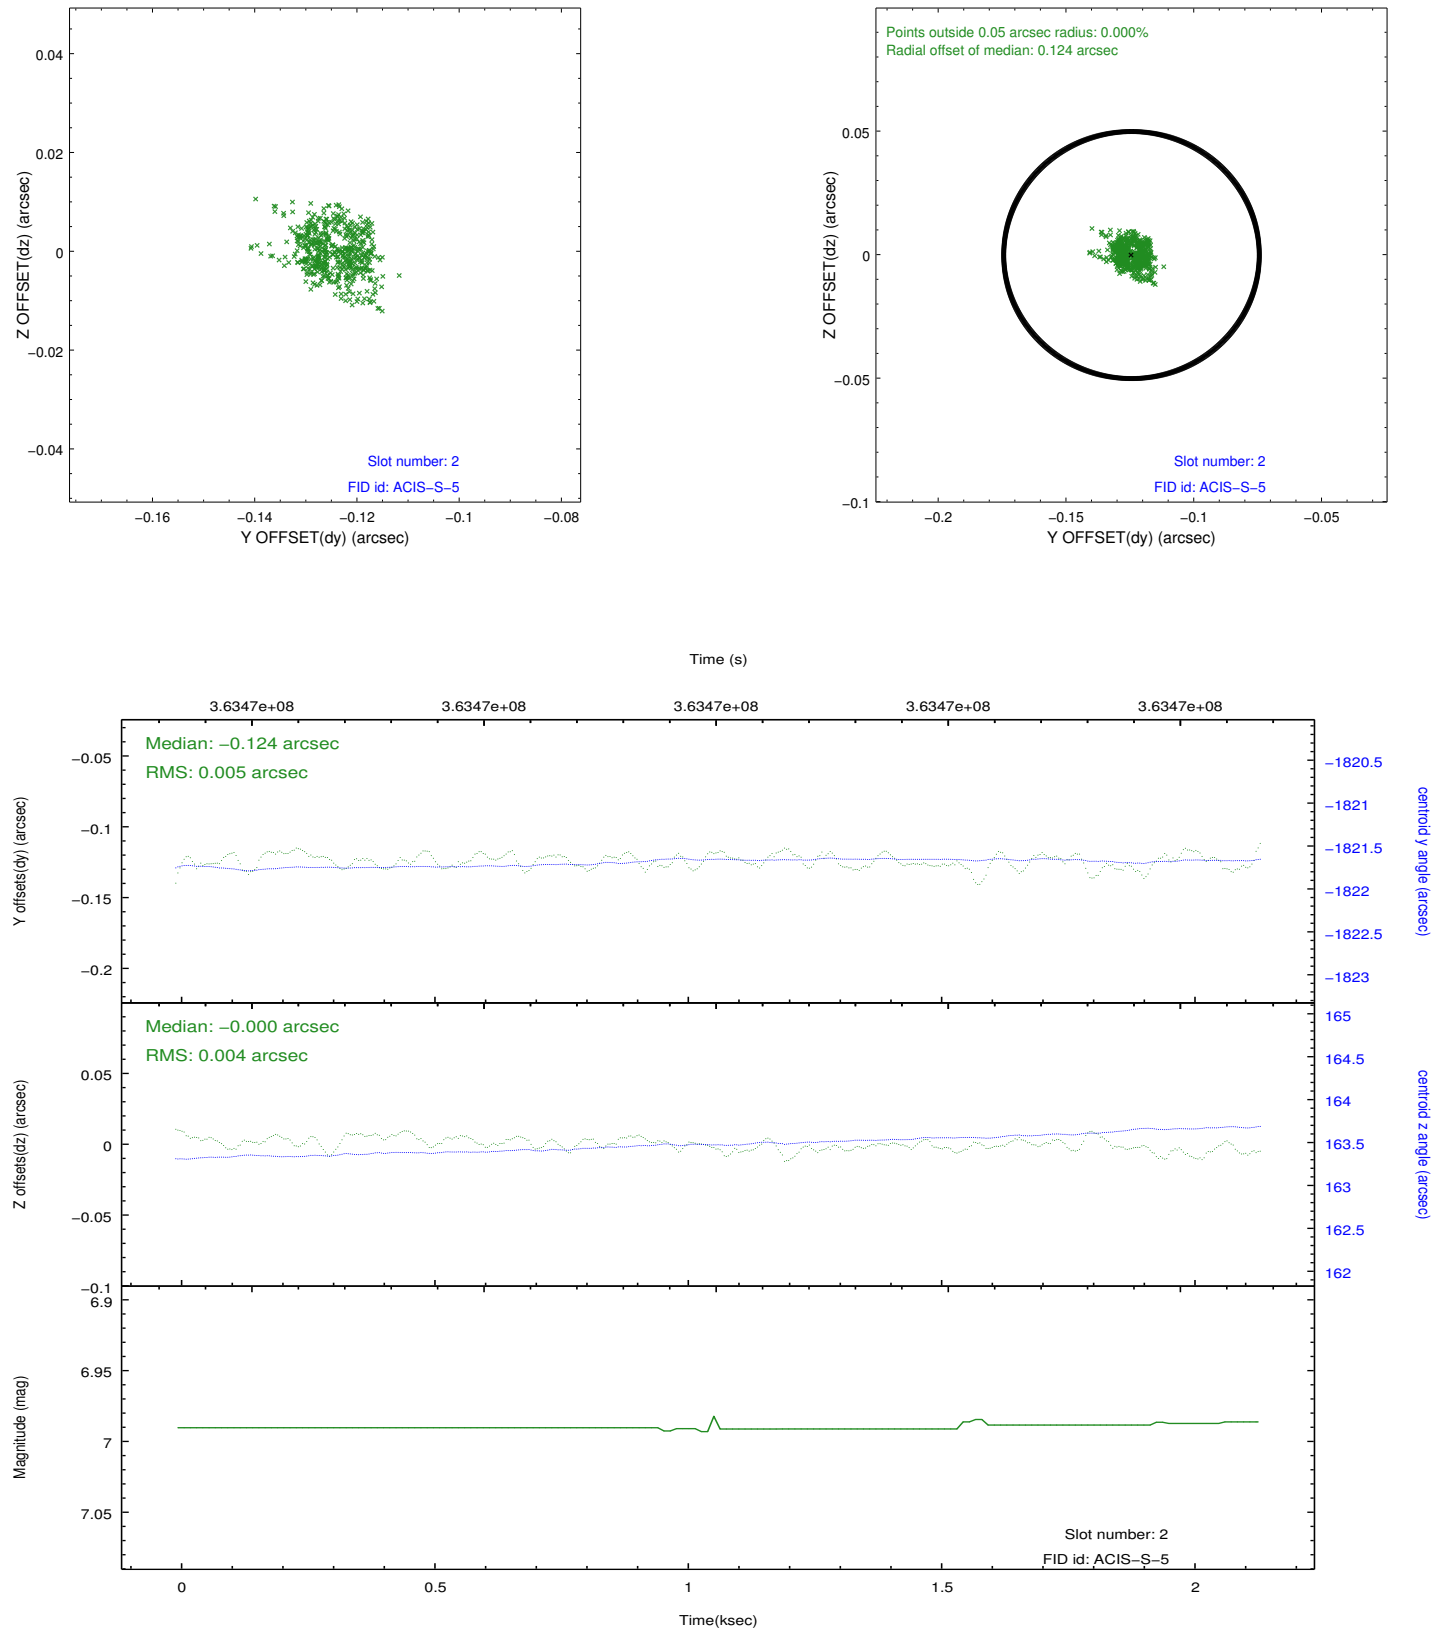 0.04
0.02
0
−0.02
−0.04
Z OFFSET(dz) (arcsec)
Slot number: 2
FID id: ACIS−S−5
−0.16
−0.14
−0.12
−0.1
−0.08
Y OFFSET(dy) (arcsec)
Points outside 0.05 arcsec radius: 0.000%
Radial offset of median: 0.124 arcsec
0.05
0
−0.05
−0.1
Z OFFSET(dz) (arcsec)
Slot number: 2
FID id: ACIS−S−5
−0.2
−0.15
−0.1
−0.05
Y OFFSET(dy) (arcsec)
Time (s)
3.6347e+08
3.6347e+08
3.6347e+08
3.6347e+08
3.6347e+08
Median: −0.124 arcsec
RMS: 0.005 arcsec
−0.05
−0.1
−0.15
−0.2
Y offsets(dy) (arcsec)
−1820.5
−1821
−1821.5
−1822
−1822.5
−1823
centroid y angle (arcsec)
Median: −0.000 arcsec
RMS: 0.004 arcsec
0.05
0
−0.05
−0.1
Z offsets(dz) (arcsec)
165
164.5
164
163.5
163
162.5
162
centroid z angle (arcsec)
6.9
6.95
7
7.05
Magnitude (mag)
Slot number: 2
FID id: ACIS−S−5
0
0.5
1
1.5
2
Time(ksec)